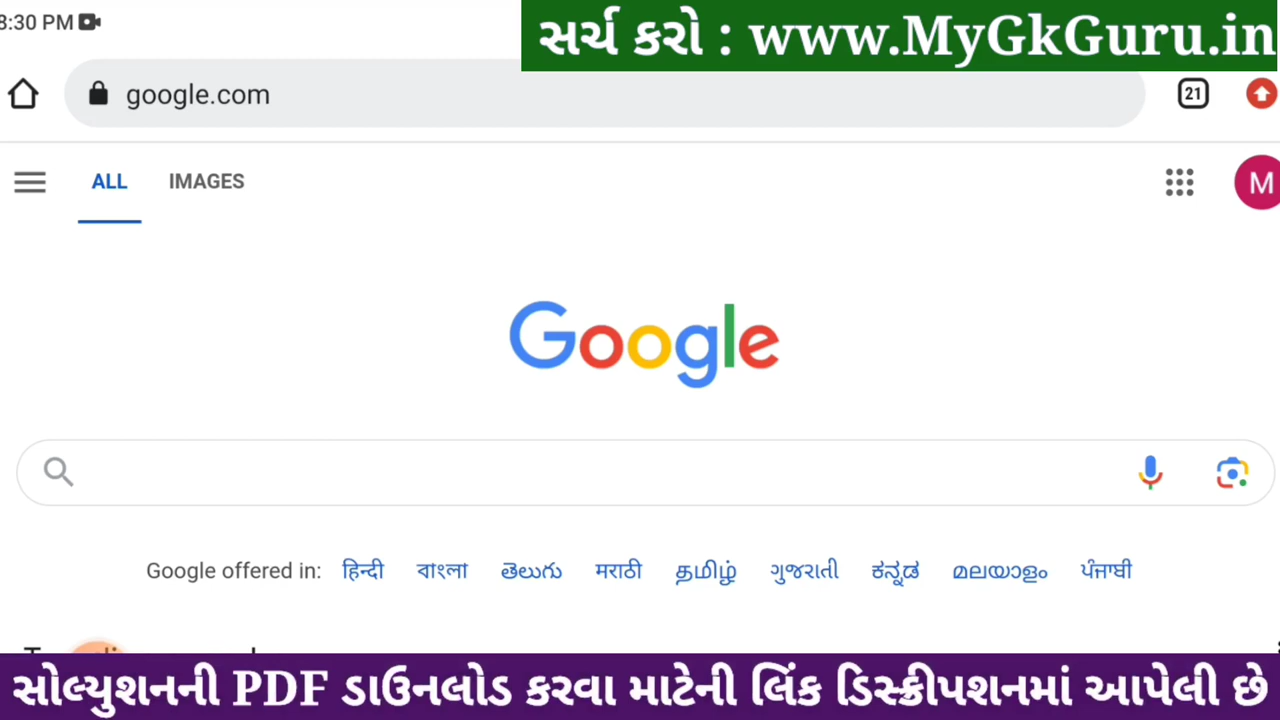 8:30 PM
સર્ચ કરો : www.MyGkGuru.in
google.com
21
ALL IMAGES
M
Google
Google offered in: हिन्दी বাংলা తెలుగు मराठी தமிழ் ગુજરાતી ಕನ್ನಡ മലയാളം ਪੰਜਾਬੀ
સોલ્યુશનની PDF ડાઉનલોડ કરવા માટેની લિંક ડિસ્ક્રીપશનમાં આપેલી છે